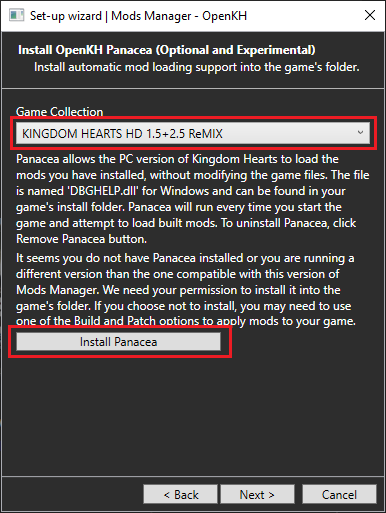 Set-up wizard | Mods Manager - OpenKH
Install OpenKH Panacea (Optional and Experimental)
Install automatic mod loading support into the game's folder.
Game Collection
KINGDOM HEARTS HD 1.5+2.5 ReMIX
Panacea allows the PC version of Kingdom Hearts to load the
mods you have installed, without modifying the game files. The file
is named 'DBGHELP.dll' for Windows and can be found in your
game's install folder. Panacea will run every time you start the
game and attempt to load built mods. To uninstall Panacea, click
Remove Panacea button.
It seems you do not have Panacea installed or you are running a
different version than the one compatible with this version of
Mods Manager. We need your permission to install it into the
game's folder. If you choose not to install, you may need to use
one of the Build and Patch options to apply mods to your game.
Install Panacea
< Back
Next >
Cancel